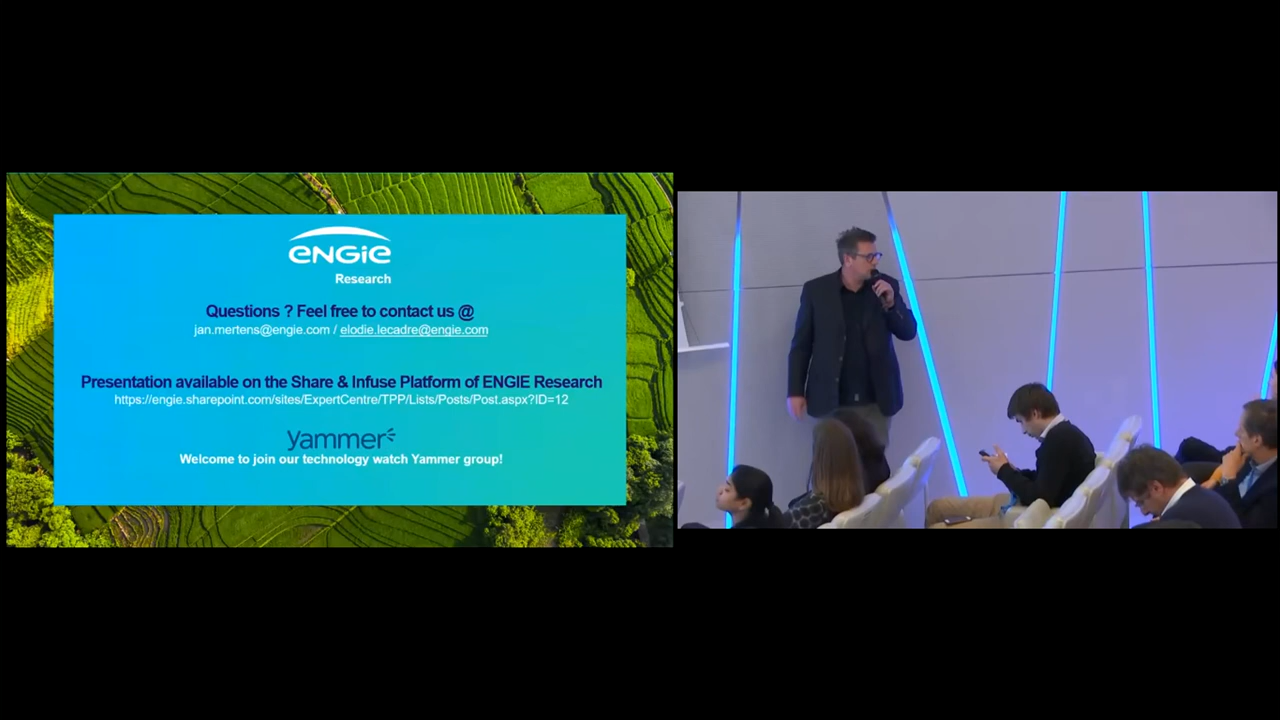 ENGIE
Research
Questions ? Feel free to contact us @
jan.mertens@engie.com / elodie.lecadre@engie.com
Presentation available on the Share & Infuse Platform of ENGIE Research
https://engie.sharepoint.com/sites/ExpertCentre/TPP/Lists/Posts/Post.aspx?ID=12
yammer
Welcome to join our technology watch Yammer group!